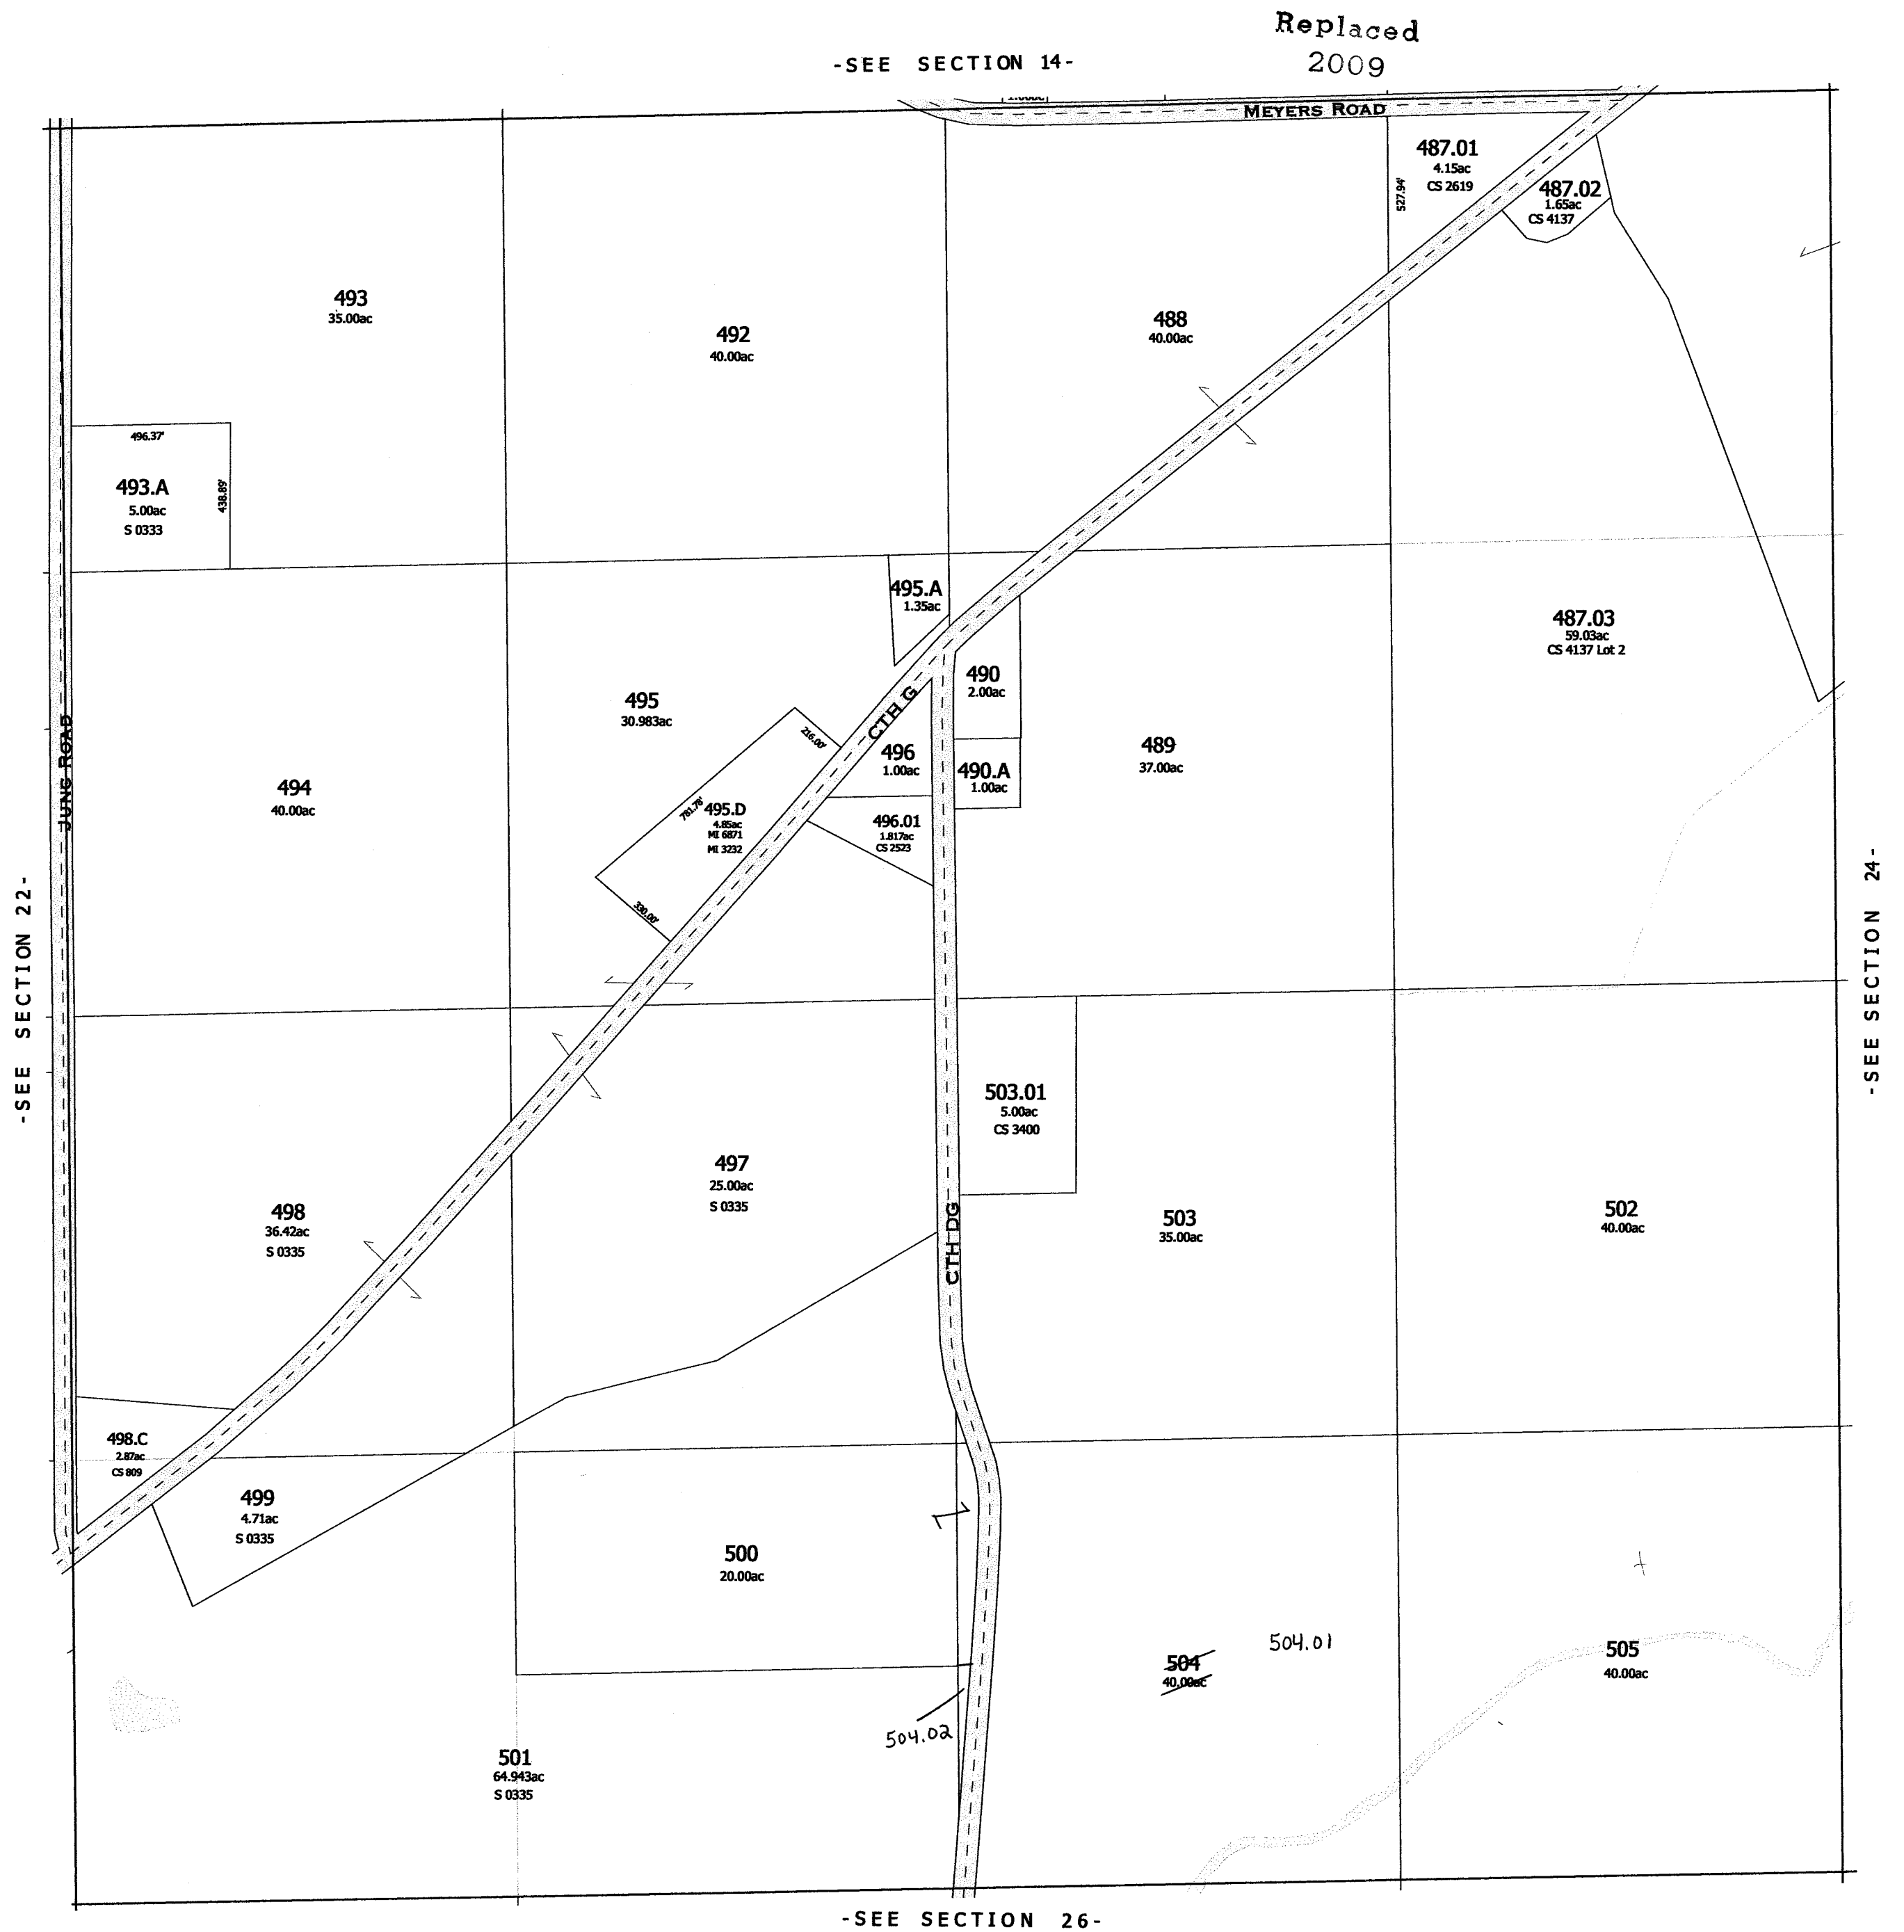 Replaced
2009
-SEE SECTION 14-
MEYERS ROAD
487.01
4.15ac
CS 2619
527.94'
487.02
1.65ac
CS 4137
493
35.00ac
492
40.00ac
488
40.00ac
496.37'
493.A
5.00ac
S 0333
438.89'
495.A
1.35ac
487.03
59.03ac
CS 4137 Lot 2
490
2.00ac
495
30.983ac
CTH G
216.00'
496
1.00ac
489
37.00ac
490.A
1.00ac
JUNG ROAD
494
40.00ac
781.78'
495.D
4.85ac
MI 6871
MI 3232
496.01
1.817ac
CS 2523
330.00'
-SEE SECTION 22-
-SEE SECTION 24-
503.01
5.00ac
CS 3400
497
25.00ac
S 0335
498
36.42ac
S 0335
CTH DG
503
35.00ac
502
40.00ac
498.C
2.87ac
CS 809
499
4.71ac
S 0335
500
20.00ac
504
40.00ac
504.01
505
40.00ac
504.02
501
64.943ac
S 0335
-SEE SECTION 26-